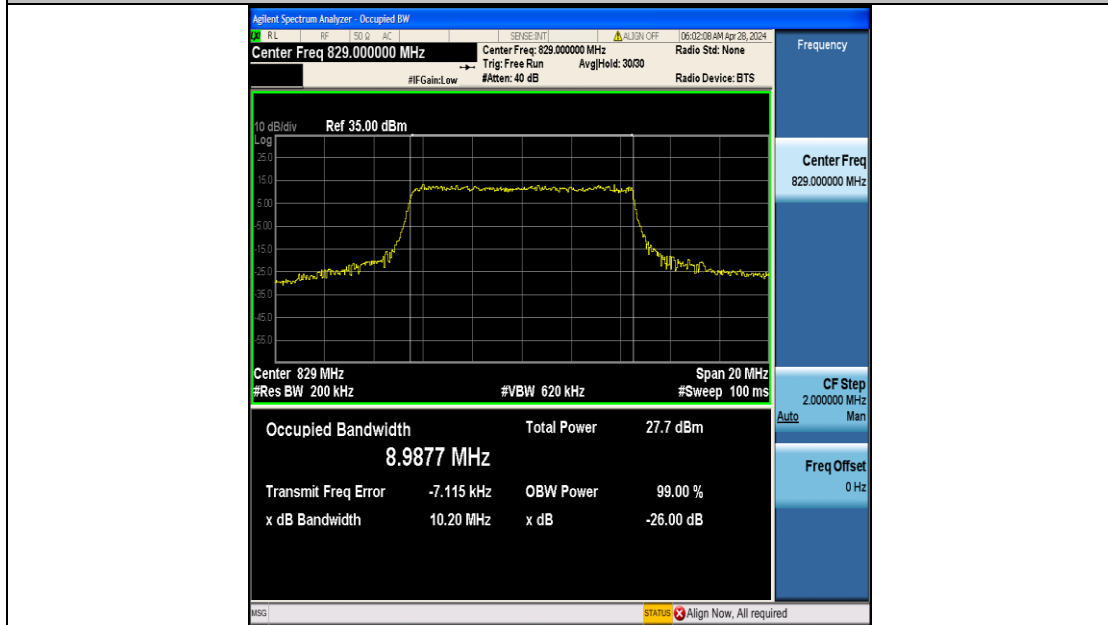 Agilent Spectrum Analyzer - Occupied BW
RL RF 50 Ω AC SENSE:INT ALIGN OFF 06:02:08 AM Apr 28, 2024
Center Freq 829.000000 MHz
Center Freq: 829.000000 MHz Radio Std: None
Trig: Free Run Avg|Hold: 30/30
#IFGain:Low #Atten: 40 dB Radio Device: BTS
Frequency
10 dB/div Ref 35.00 dBm
Log
25.0
15.0
5.00
-5.00
-15.0
-25.0
-35.0
-45.0
-55.0
Center 829 MHz Span 20 MHz
#Res BW 200 kHz #VBW 620 kHz #Sweep 100 ms
Occupied Bandwidth Total Power 27.7 dBm
8.9877 MHz
Transmit Freq Error -7.115 kHz OBW Power 99.00 %
x dB Bandwidth 10.20 MHz x dB -26.00 dB
Center Freq
829.000000 MHz
CF Step
2.000000 MHz
Auto Man
Freq Offset
0 Hz
MSG STATUS Align Now, All required